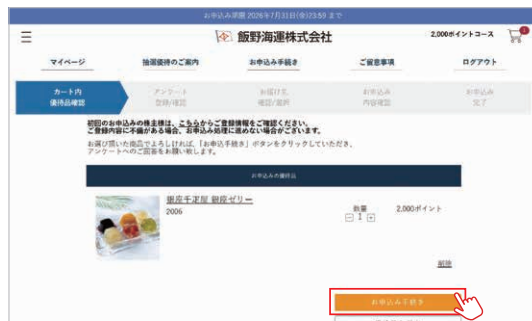 お申込み期限 2026年7月31日(金)23:59 まで
飯野海運株式会社
2,000ポイントコース
0
マイページ
抽選優待のご案内
お申込み手続き
ご留意事項
ログアウト
カート内
優待品確認
アンケート
登録/確認
お届け先
確認/選択
お申込み
内容確認
お申込み
完了
初回のお申込みの株主様は、こちらからご登録情報をご確認ください。
ご登録内容に不備がある場合、お申込み処理に進めない場合がございます。
お選び頂いた商品でよろしければ、「お申込手続き」ボタンをクリックしていただき、
アンケートへのご回答をお願い致します。
お申込みの優待品
銀座千疋屋 銀座ゼリー
2006
数量
1
2,000ポイント
削除
お申込み手続き